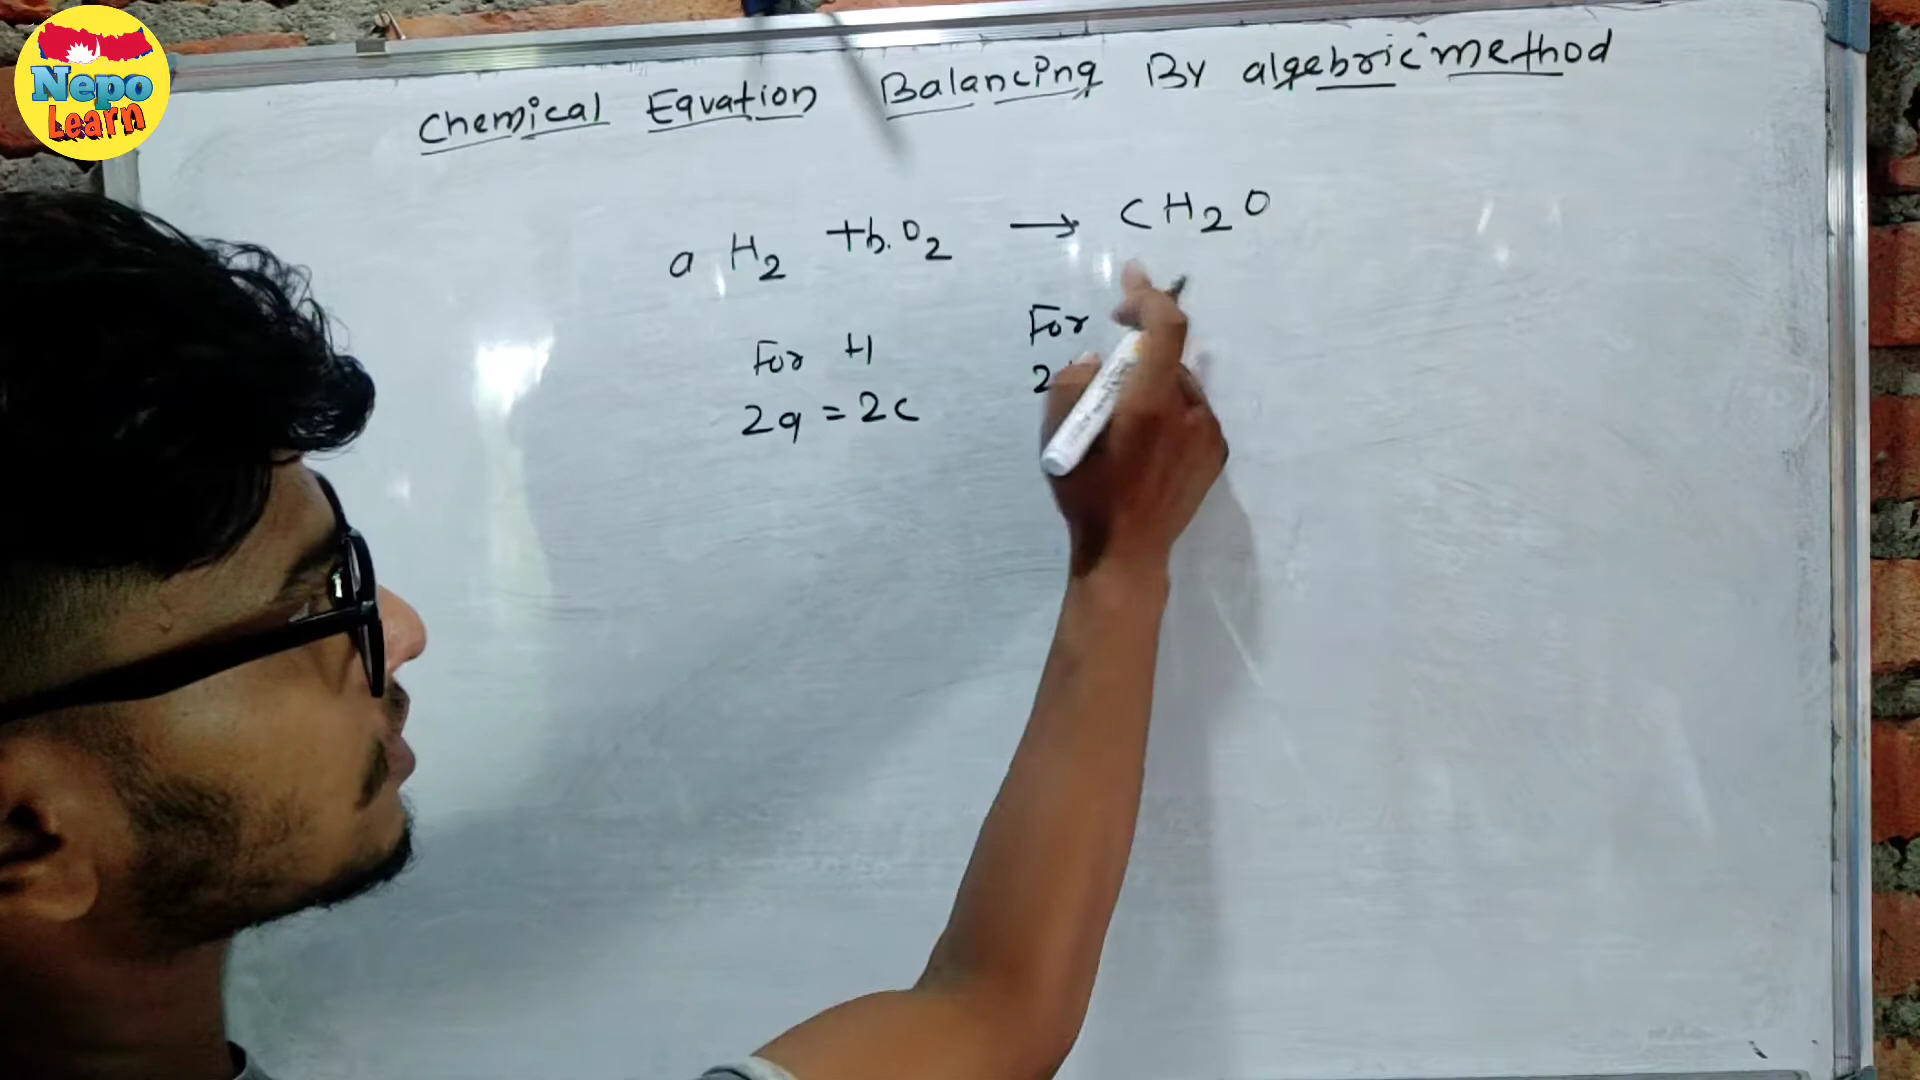 Nepo
Learn
Chemical Equation Balancing By algebric method
a H2 + b. O2 → C H2 O
For H
2a = 2c
For
2